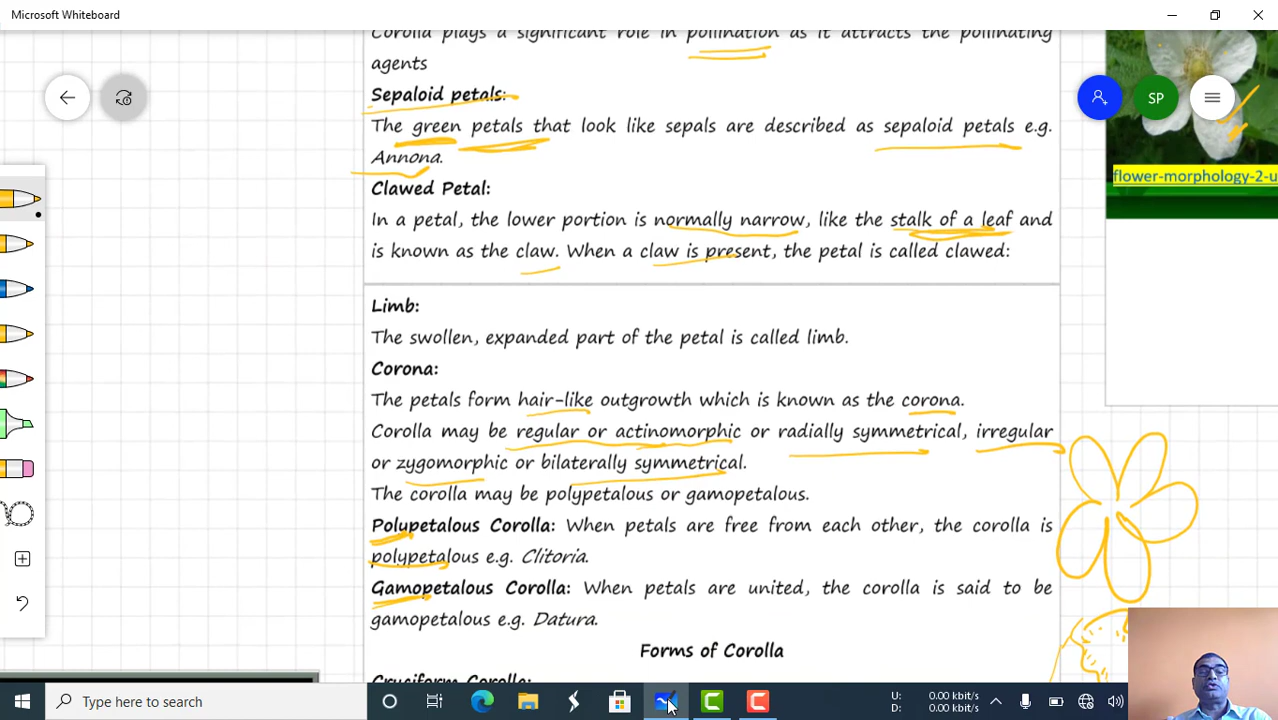 Microsoft Whiteboard
Corolla plays a significant role in pollination as it attracts the pollinating
agents
Sepaloid petals:
The green petals that look like sepals are described as sepaloid petals e.g.
Annona.
Clawed Petal:
In a petal, the lower portion is normally narrow, like the stalk of a leaf and
is known as the claw. When a claw is present, the petal is called clawed:
SP
flower-morphology-2-u
Limb:
The swollen, expanded part of the petal is called limb.
Corona:
The petals form hair-like outgrowth which is known as the corona.
Corolla may be regular or actinomorphic or radially symmetrical, irregular
or zygomorphic or bilaterally symmetrical.
The corolla may be polypetalous or gamopetalous.
Polypetalous Corolla: When petals are free from each other, the corolla is
polypetalous e.g. Clitoria.
Gamopetalous Corolla: When petals are united, the corolla is said to be
gamopetalous e.g. Datura.
Forms of Corolla
Cruciform Corolla:
Type here to search
U: 0.00 kbit/s
D: 0.00 kbit/s